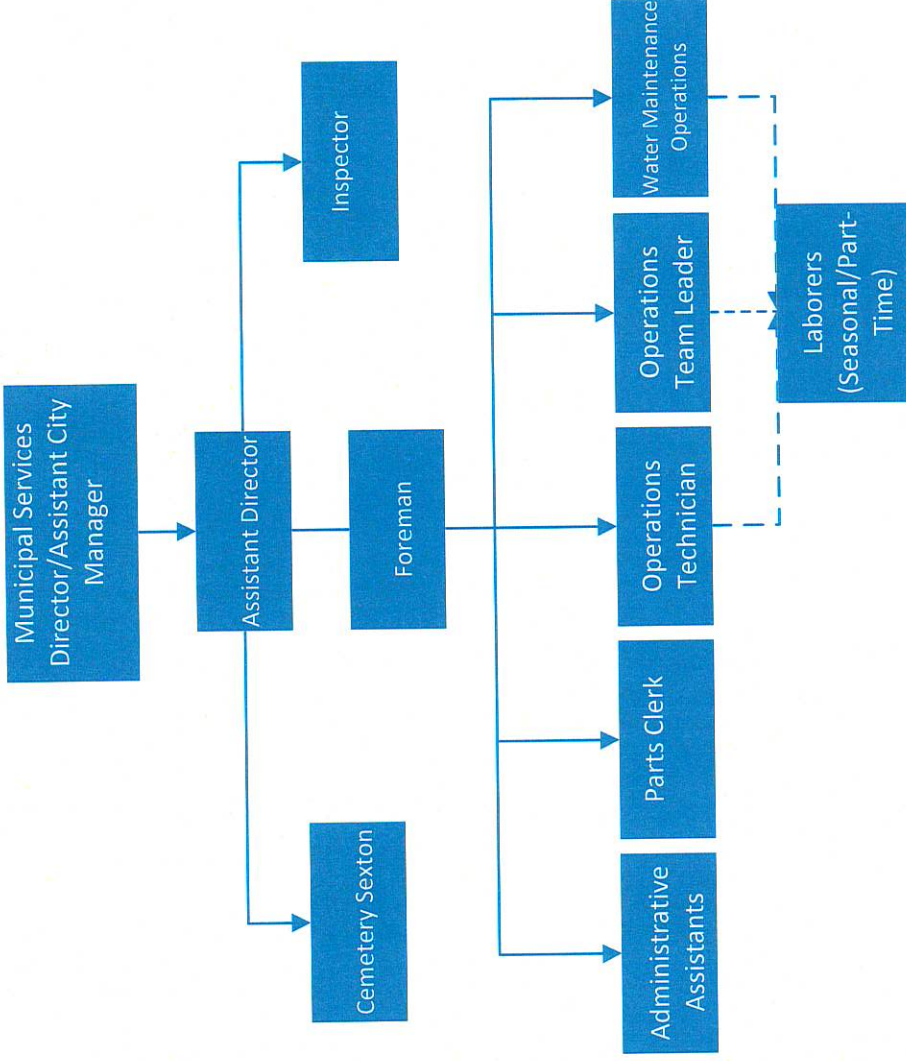 Municipal Services
Director/Assistant City
Manager
Assistant Director
Cemetery Sexton
Inspector
Foreman
Administrative
Assistants
Parts Clerk
Operations
Technician
Operations
Team Leader
Water Maintenance
Operations
Laborers
(Seasonal/Part-
Time)